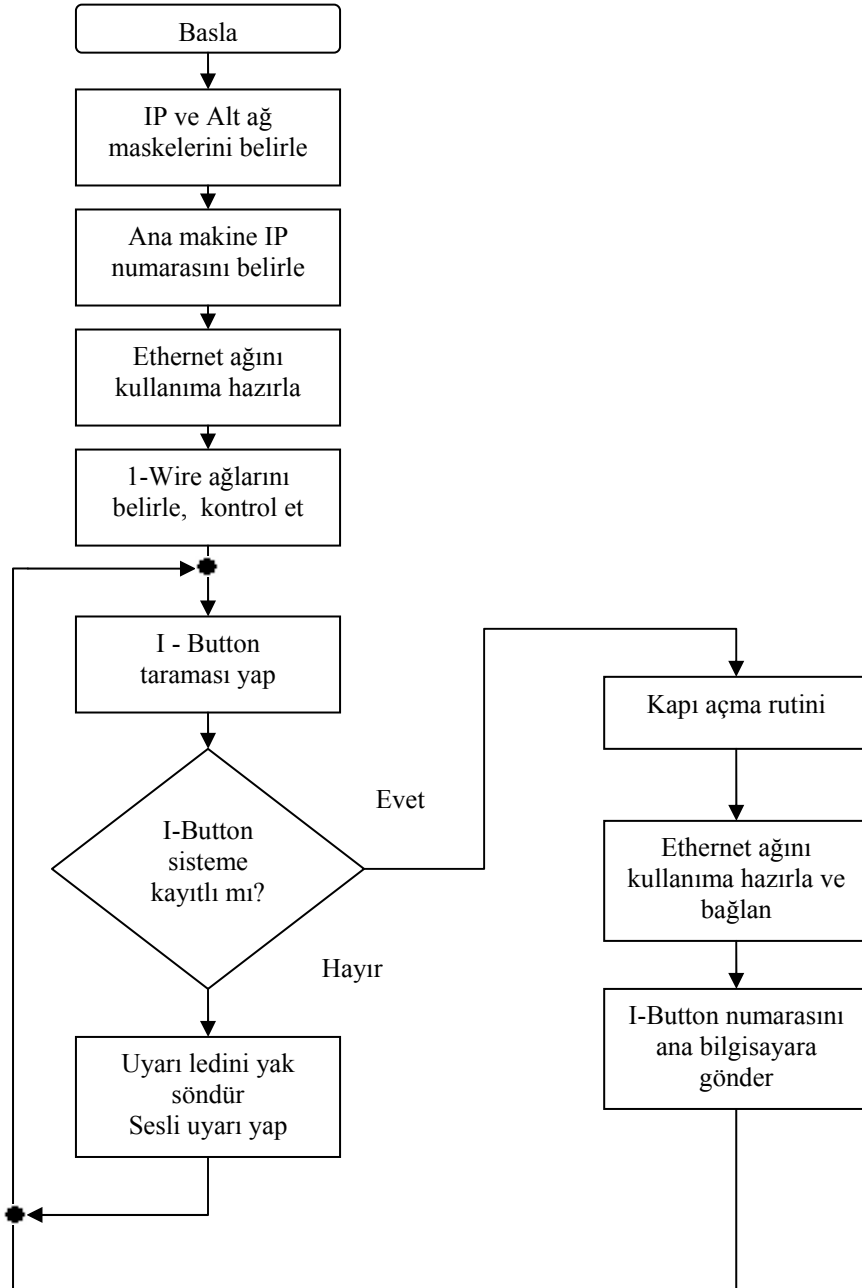 Basla
IP ve Alt ağ
maskelerini belirle
Ana makine IP
numarasını belirle
Ethernet ağını
kullanıma hazırla
1-Wire ağlarını
belirle, kontrol et
I - Button
taraması yap
I-Button
sisteme
kayıtlı mı?
Evet
Hayır
Uyarı ledini yak
söndür
Sesli uyarı yap
Kapı açma rutini
Ethernet ağını
kullanıma hazırla ve
bağlan
I-Button numarasını
ana bilgisayara
gönder